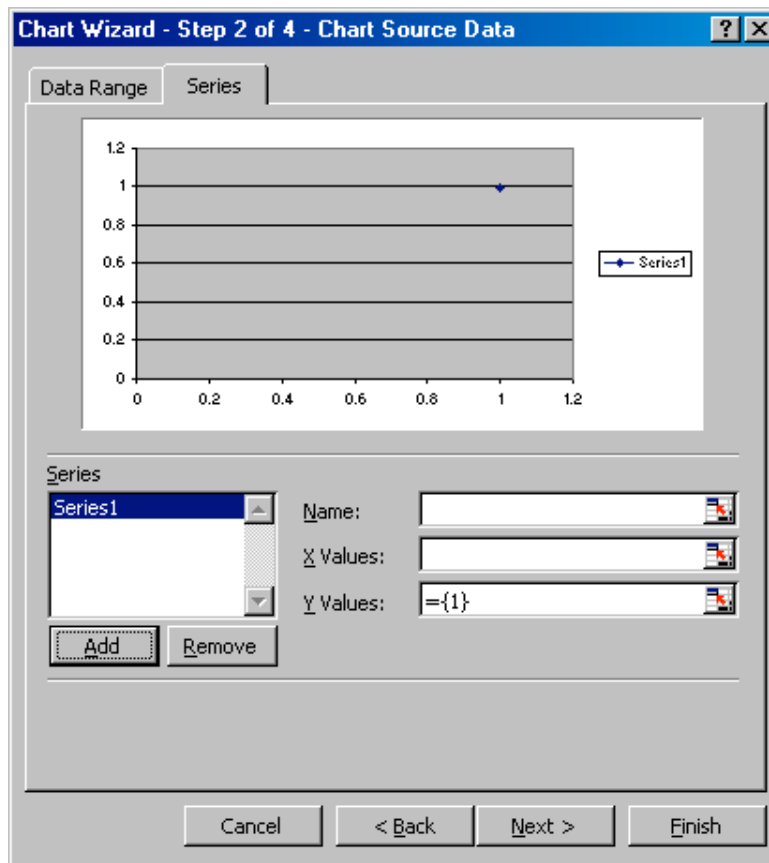 Chart Wizard - Step 2 of 4 - Chart Source Data
Data Range Series
1.2
1
0.8
0.6
0.4
0.2
0
0 0.2 0.4 0.6 0.8 1 1.2
Series1
Series
Series1
Name:
X Values:
Y Values: ={1}
Add Remove
Cancel < Back Next > Finish